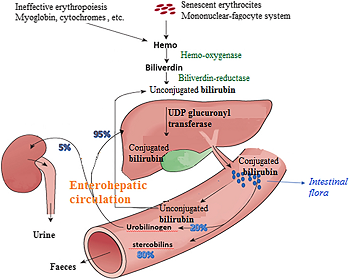 Ineffective erythropoiesis
Myoglobin, cytochromes , etc.
Senescent erythrocytes
Mononuclear-fagocyte system
Hemo
Hemo-oxygenase
Biliverdin
Biliverdin-reductase
Unconjugated bilirubin
UDP glucuronyl
transferase
95%
5%
Conjugated
bilirubin
Conjugated
bilirubin
Enterohepatic
circulation
Intestinal
flora
Unconjugated
bilirubin
Urobilinogen
20%
Urine
stercobilins
80%
Faeces